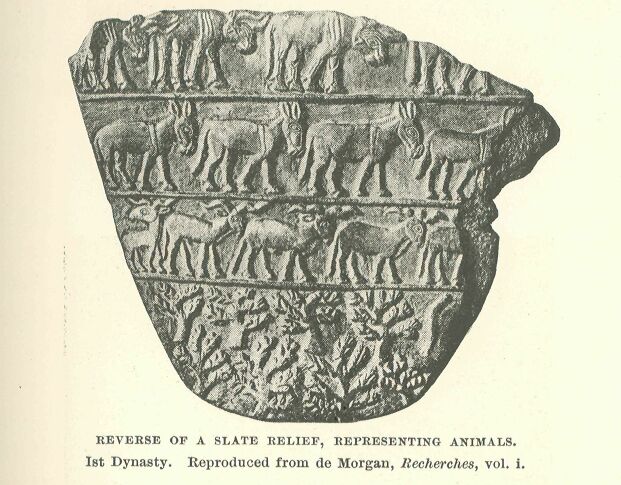 REVERSE OF A SLATE RELIEF, REPRESENTING ANIMALS.
Ist Dynasty. Reproduced from de Morgan, Recherches, vol. i.